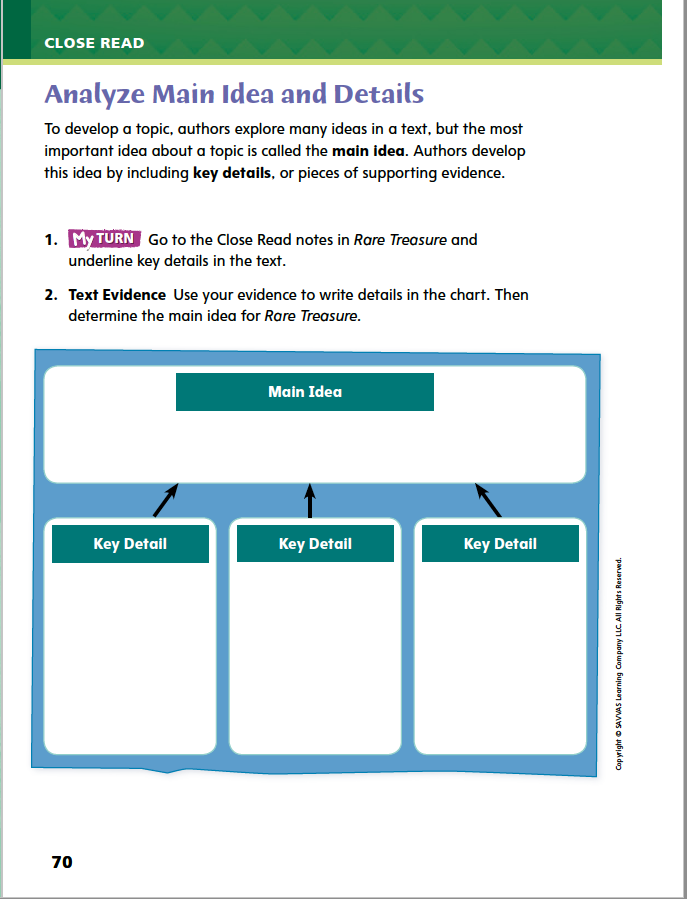 CLOSE READ
Analyze Main Idea and Details
To develop a topic, authors explore many ideas in a text, but the most
important idea about a topic is called the main idea. Authors develop
this idea by including key details, or pieces of supporting evidence.
1. My TURN Go to the Close Read notes in Rare Treasure and
underline key details in the text.
2. Text Evidence Use your evidence to write details in the chart. Then
determine the main idea for Rare Treasure.
Main Idea
Key Detail
Key Detail
Key Detail
Copyright © SAVVAS Learning Company LLC. All Rights Reserved.
70